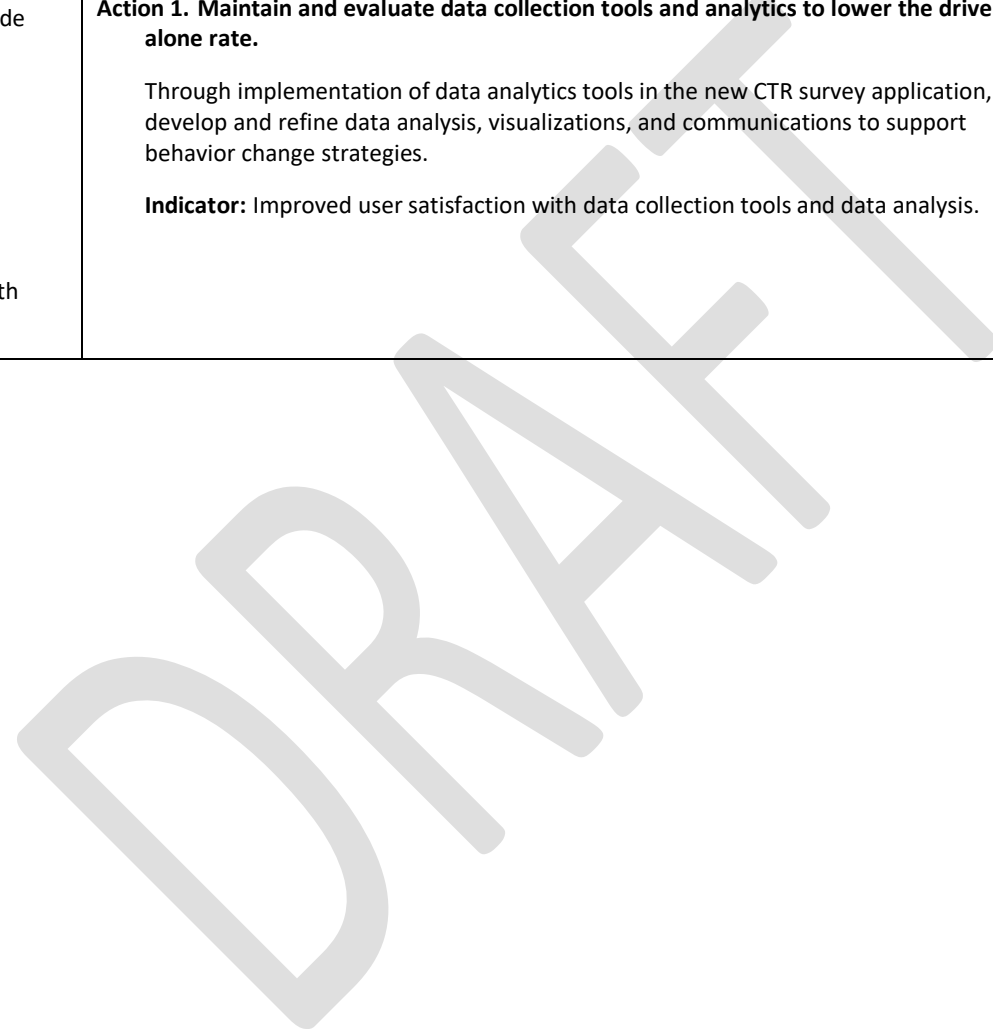 de
th
Action 1. Maintain and evaluate data collection tools and analytics to lower the drive
alone rate.
Through implementation of data analytics tools in the new CTR survey application,
develop and refine data analysis, visualizations, and communications to support
behavior change strategies.
Indicator: Improved user satisfaction with data collection tools and data analysis.
DRAFT